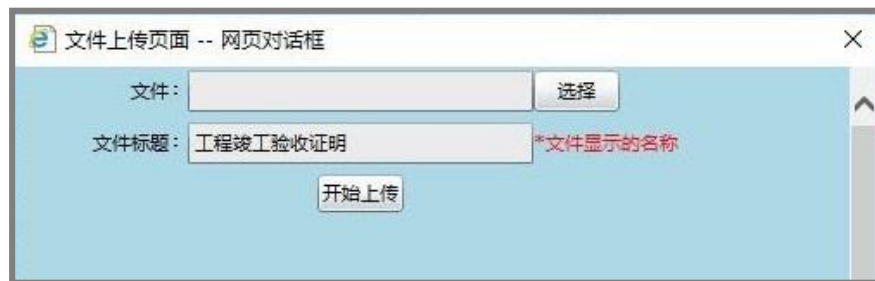 文件上传页面 -- 网页对话框
文件： 选择
文件标题： 工程竣工验收证明 *文件显示的名称
开始上传